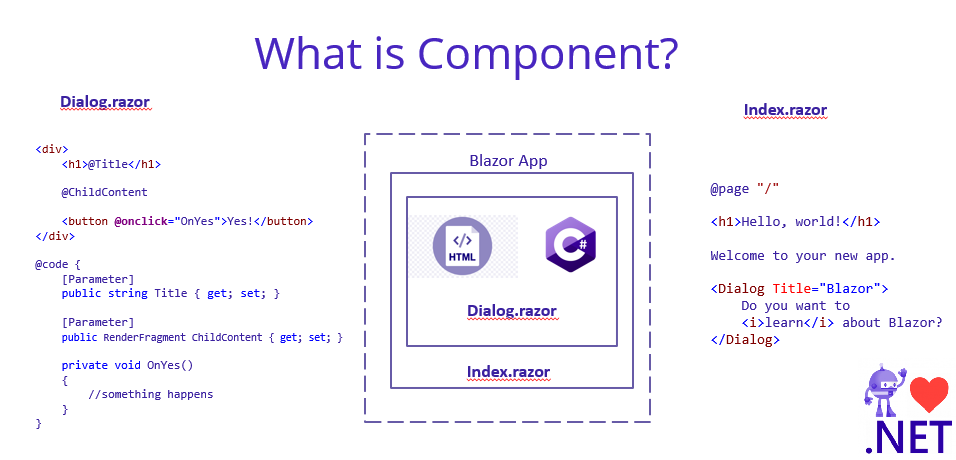 What is Component?
Dialog.razor
<div>
<h1>@Title</h1>
@ChildContent
<button @onclick="OnYes">Yes!</button>
</div>
@code {
[Parameter]
public string Title { get; set; }
[Parameter]
public RenderFragment ChildContent { get; set; }
private void OnYes()
{
//something happens
}
}
Blazor App
</>
HTML
C#
Dialog.razor
Index.razor
Index.razor
@page "/"
<h1>Hello, world!</h1>
Welcome to your new app.
<Dialog Title="Blazor">
Do you want to
<i>learn</i> about Blazor?
</Dialog>
.NET